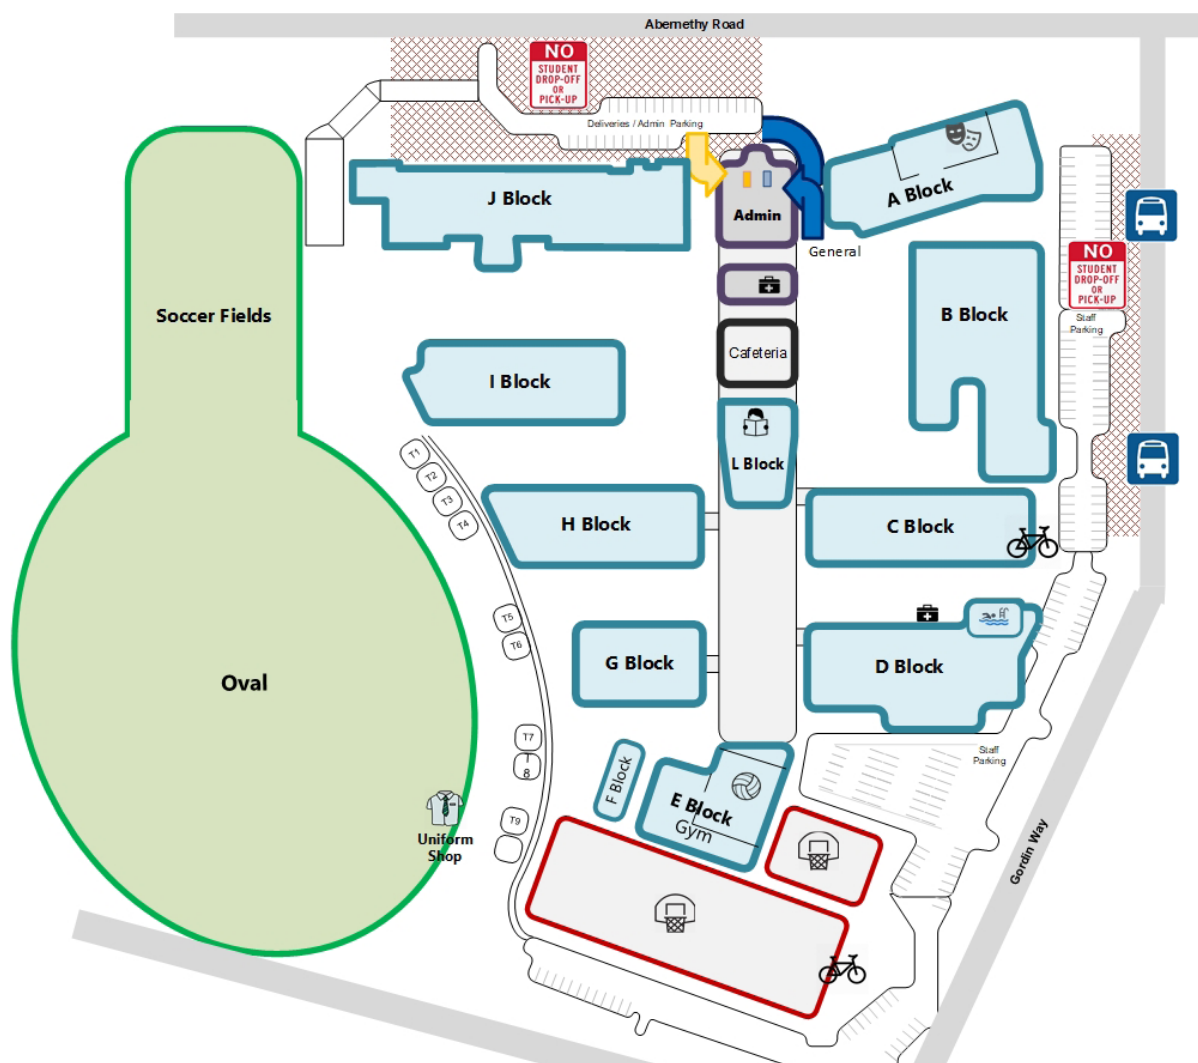 Abernethy Road
NO
STUDENT
DROP-OFF
OR
PICK-UP
Deliveries / Admin Parking
J Block
Admin
A Block
General
NO
STUDENT
DROP-OFF
OR
PICK-UP
Staff
Parking
Soccer Fields
B Block
Cafeteria
I Block
L Block
T1
T2
T3
T4
H Block
C Block
T5
T6
G Block
D Block
Oval
T7
T
8
T9
F Block
E Block
Gym
Staff
Parking
Uniform
Shop
Gordin Way